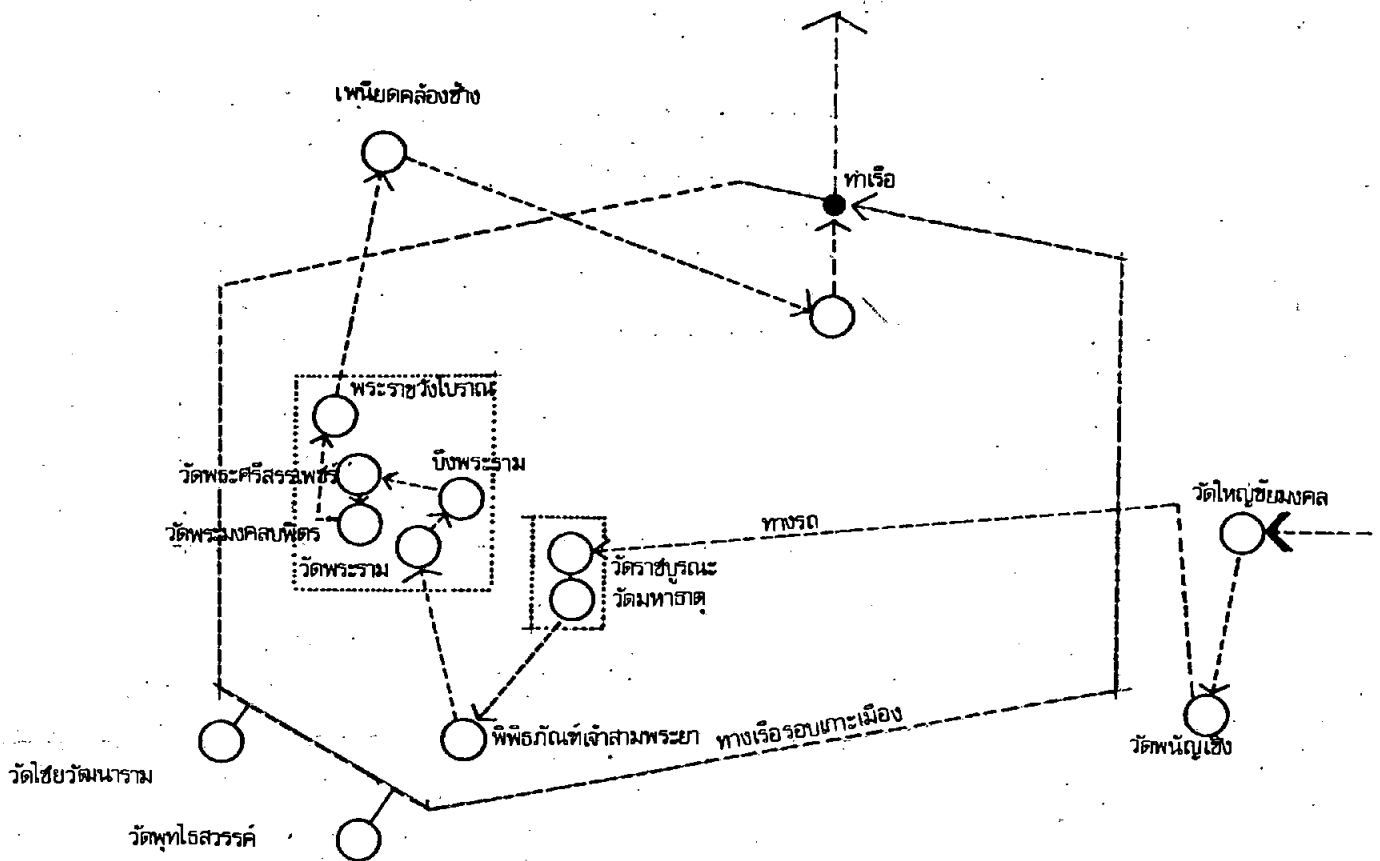 เพนียดคล้องช้าง
ท่าเรือ
พระราชวังโบราณ
วัดพระศรีสรรเพชร์
บึงพระราม
วัดพระมงคลบพิตร
วัดพระราม
ทางรถ
วัดใหญ่ชัยมงคล
วัดราชบูรณะ
วัดมหาธาตุ
พิพิธภัณฑ์เจ้าสามพระยา
ทางเรือรอบเกาะเมือง
วัดพนัญเชิง
วัดไชยวัฒนาราม
วัดพุทไธสวรรค์